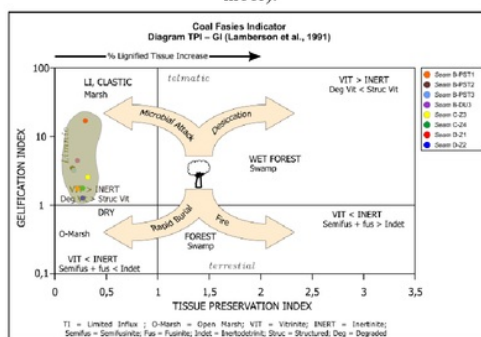 Coal Fasies Indicator
Diagram TPI – GI (Lamberson et al., 1991)
% Lignified Tissue Increase
100
10
1
0,1
GELIFICATION INDEX
LI, CLASTIC
Marsh
telmatic
VIT > INERT
Deg Vit < Struc Vit
Limnic
Microbial Attack
Desiccation
WET FOREST
Swamp
VIT > INERT
Deg > Struc Vit
DRY
O-Marsh
Rapid Burial
Fire
FOREST
Swamp
VIT < INERT
Semifus + fus > Indet
VIT < INERT
Semifus + fus < Indet
terrestial
0 0,5 1 1,5 2 2,5 3 3,5
TISSUE PRESERVATION INDEX
Seam B-PST1
Seam B-PST2
Seam B-PST3
Seam B-DU3
Seam C-Z3
Seam C-Z4
Seam D-Z1
Seam D-Z2
TI = Limited Influx ; O-Marsh = Open Marsh; VIT = Vitrinite; INERT = Inertinite;
Semifus = Semifusinite; Fus = Fusinite; Indet = Inertodetrinit; Struc = Structured; Deg = Degraded